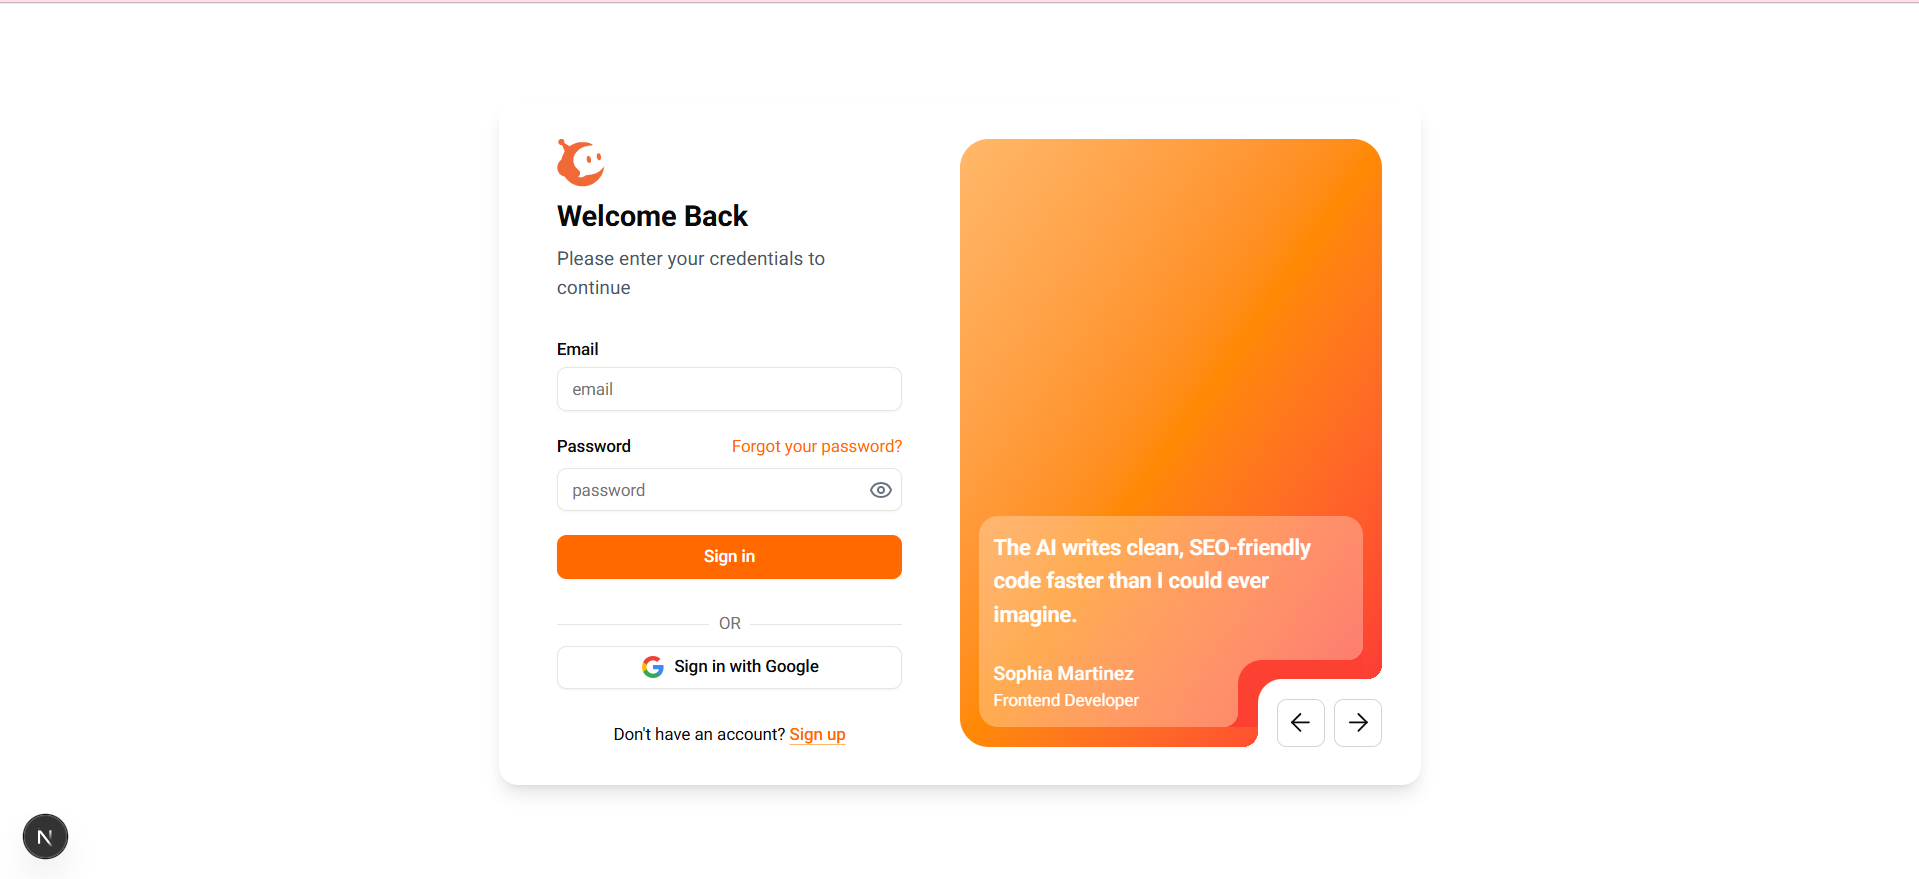 Welcome Back
Please enter your credentials to
continue
Email
email
Password
Forgot your password?
password
Sign in
OR
Sign in with Google
Don't have an account? Sign up
The AI writes clean, SEO-friendly
code faster than I could ever
imagine.
Sophia Martinez
Frontend Developer
N